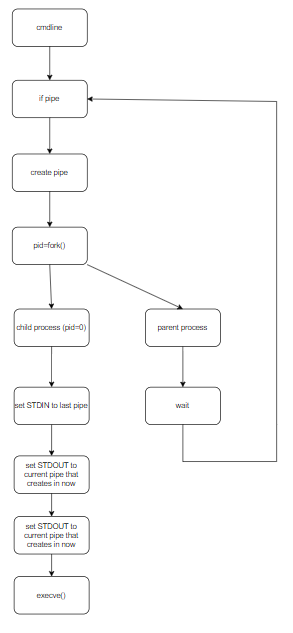 cmdline
if pipe
create pipe
pid=fork()
child process (pid=0)
parent process
set STDIN to last pipe
wait
set STDOUT to
current pipe that
creates in now
set STDOUT to
current pipe that
creates in now
execve()